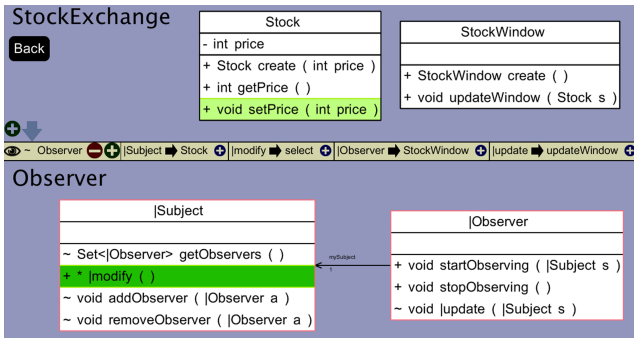 StockExchange
Back
Stock
- int price
+ Stock create ( int price )
+ int getPrice ( )
+ void setPrice ( int price )
StockWindow
+ StockWindow create ( )
+ void updateWindow ( Stock s )
~ Observer |Subject ➡ Stock |modify ➡ select |Observer ➡ StockWindow |update ➡ updateWindow
Observer
|Subject
~ Set<|Observer> getObservers ( )
+ * |modify ( )
~ void addObserver ( |Observer a )
~ void removeObserver ( |Observer a )
mySubject
1
|Observer
+ void startObserving ( |Subject s )
+ void stopObserving ( )
~ void |update ( |Subject s )